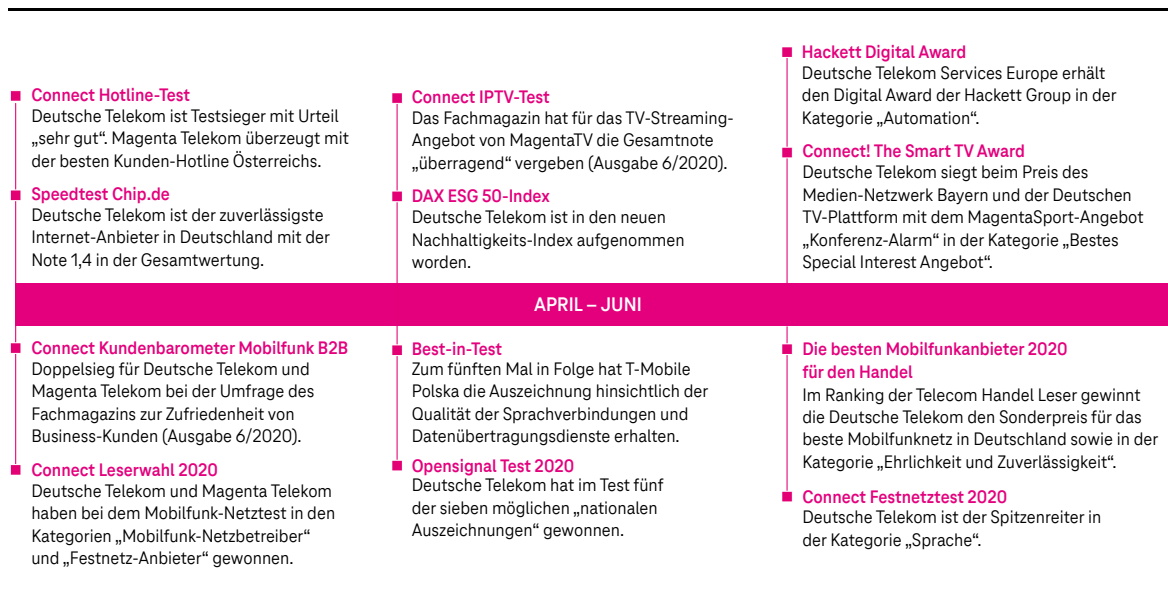 Connect Hotline-Test
Deutsche Telekom ist Testsieger mit Urteil
„sehr gut“. Magenta Telekom überzeugt mit
der besten Kunden-Hotline Österreichs.
Speedtest Chip.de
Deutsche Telekom ist der zuverlässigste
Internet-Anbieter in Deutschland mit der
Note 1,4 in der Gesamtwertung.
Connect IPTV-Test
Das Fachmagazin hat für das TV-Streaming-
Angebot von MagentaTV die Gesamtnote
„überragend“ vergeben (Ausgabe 6/2020).
DAX ESG 50-Index
Deutsche Telekom ist in den neuen
Nachhaltigkeits-Index aufgenommen
worden.
Hackett Digital Award
Deutsche Telekom Services Europe erhält
den Digital Award der Hackett Group in der
Kategorie „Automation“.
Connect! The Smart TV Award
Deutsche Telekom siegt beim Preis des
Medien-Netzwerk Bayern und der Deutschen
TV-Plattform mit dem MagentaSport-Angebot
„Konferenz-Alarm“ in der Kategorie „Bestes
Special Interest Angebot“.
APRIL – JUNI
Connect Kundenbarometer Mobilfunk B2B
Doppelsieg für Deutsche Telekom und
Magenta Telekom bei der Umfrage des
Fachmagazins zur Zufriedenheit von
Business-Kunden (Ausgabe 6/2020).
Connect Leserwahl 2020
Deutsche Telekom und Magenta Telekom
haben bei dem Mobilfunk-Netztest in den
Kategorien „Mobilfunk-Netzbetreiber“
und „Festnetz-Anbieter“ gewonnen.
Best-in-Test
Zum fünften Mal in Folge hat T-Mobile
Polska die Auszeichnung hinsichtlich der
Qualität der Sprachverbindungen und
Datenübertragungsdienste erhalten.
Opensignal Test 2020
Deutsche Telekom hat im Test fünf
der sieben möglichen „nationalen
Auszeichnungen“ gewonnen.
Die besten Mobilfunkanbieter 2020
für den Handel
Im Ranking der Telecom Handel Leser gewinnt
die Deutsche Telekom den Sonderpreis für das
beste Mobilfunknetz in Deutschland sowie in der
Kategorie „Ehrlichkeit und Zuverlässigkeit“.
Connect Festnetztest 2020
Deutsche Telekom ist der Spitzenreiter in
der Kategorie „Sprache“.